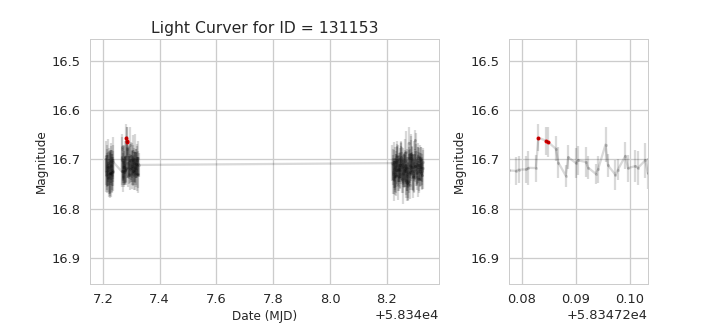 Light Curver for ID = 131153
16.5
16.6
16.7
16.8
16.9
Magnitude
7.2 7.4 7.6 7.8 8.0 8.2
Date (MJD)
+5.834e4
16.5
16.6
16.7
16.8
16.9
Magnitude
0.08 0.09 0.10
+5.83472e4